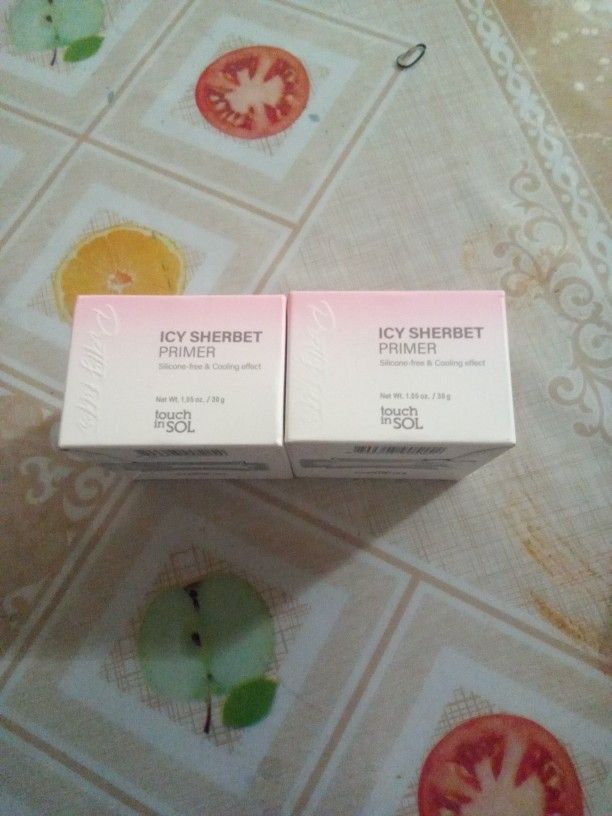 ICY SHERBET
PRIMER
Silicone-free & Cooling effect
Net Wt. 1.05 oz. / 30 g
touch
in SOL
ICY SHERBET
PRIMER
Silicone-free & Cooling effect
Net Wt. 1.05 oz. / 30 g
touch
in SOL